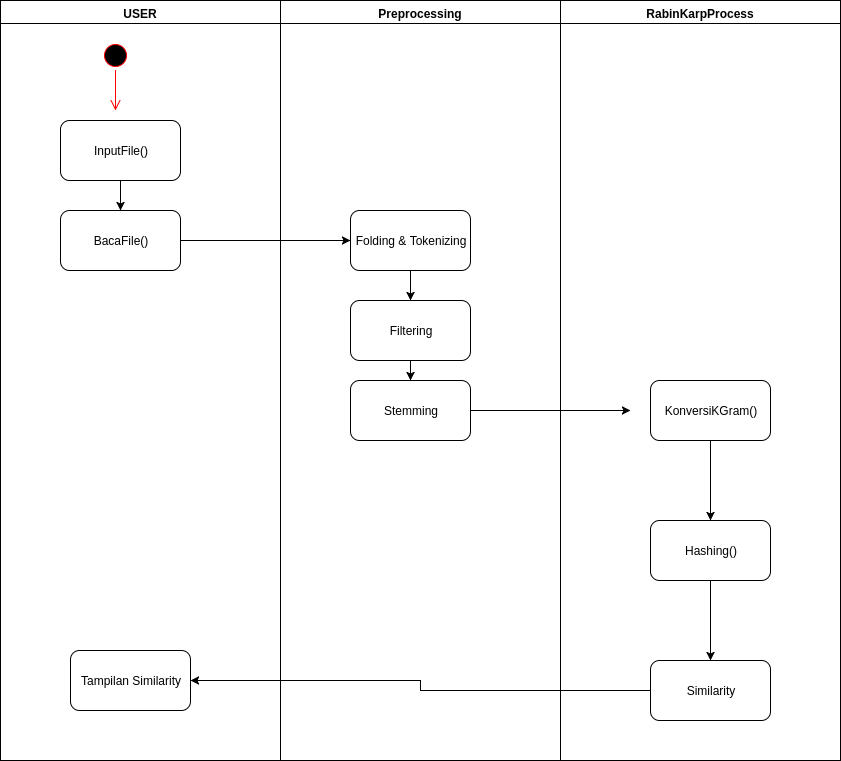 USER
Preprocessing
RabinKarpProcess
InputFile()
BacaFile()
Folding & Tokenizing
Filtering
Stemming
KonversiKGram()
Hashing()
Similarity
Tampilan Similarity